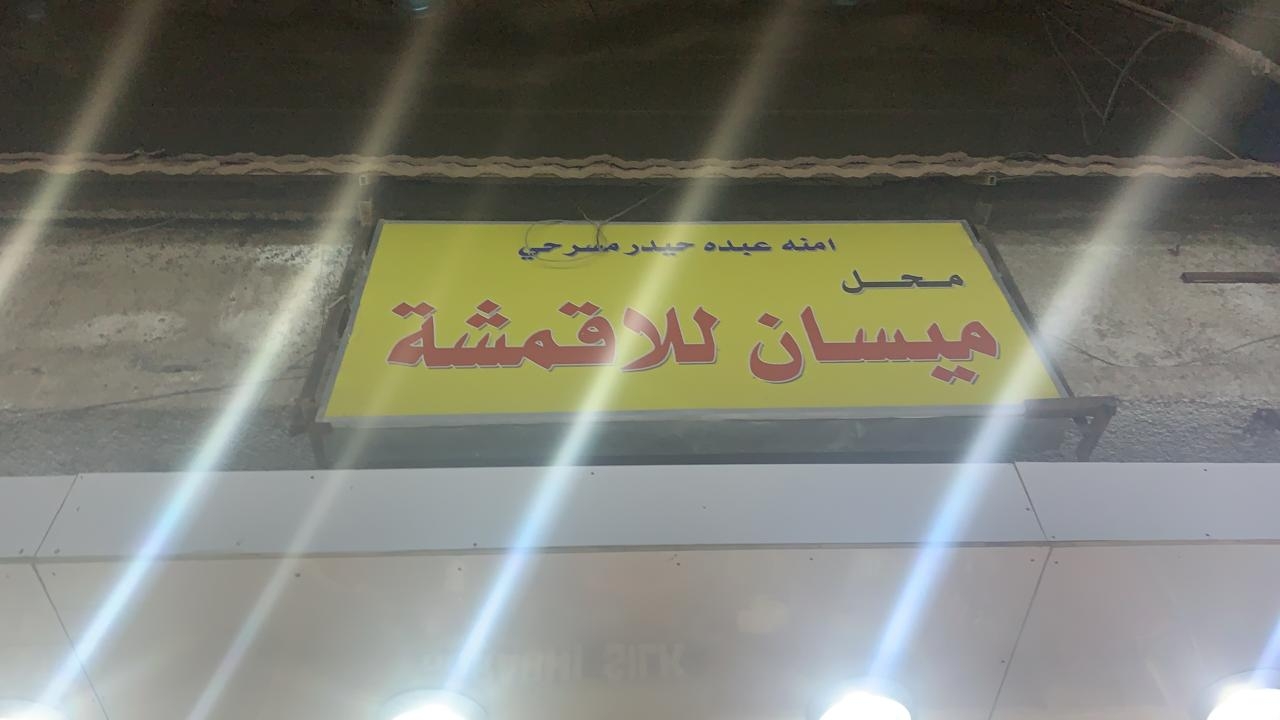 امنه عبده حيدر مسرحي
محل
ميسان للاقمشة